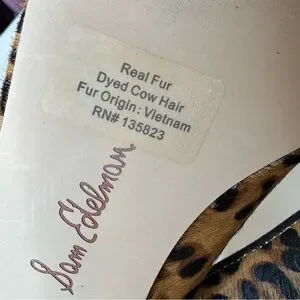 Real Fur
Dyed Cow Hair
Fur Origin: Vietnam
RN# 135823
Sam Edelman